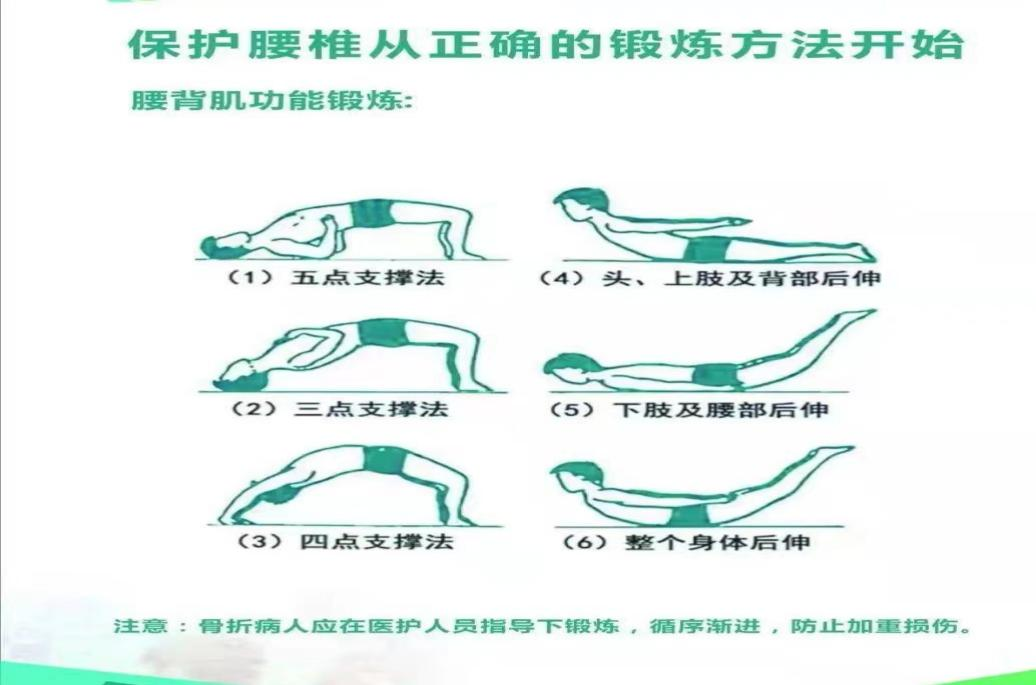 保护腰椎从正确的锻炼方法开始
腰背肌功能锻炼:
（1）五点支撑法
（4）头、上肢及背部后伸
（2）三点支撑法
（5）下肢及腰部后伸
（3）四点支撑法
（6）整个身体后伸
注意：骨折病人应在医护人员指导下锻炼，循序渐进，防止加重损伤。